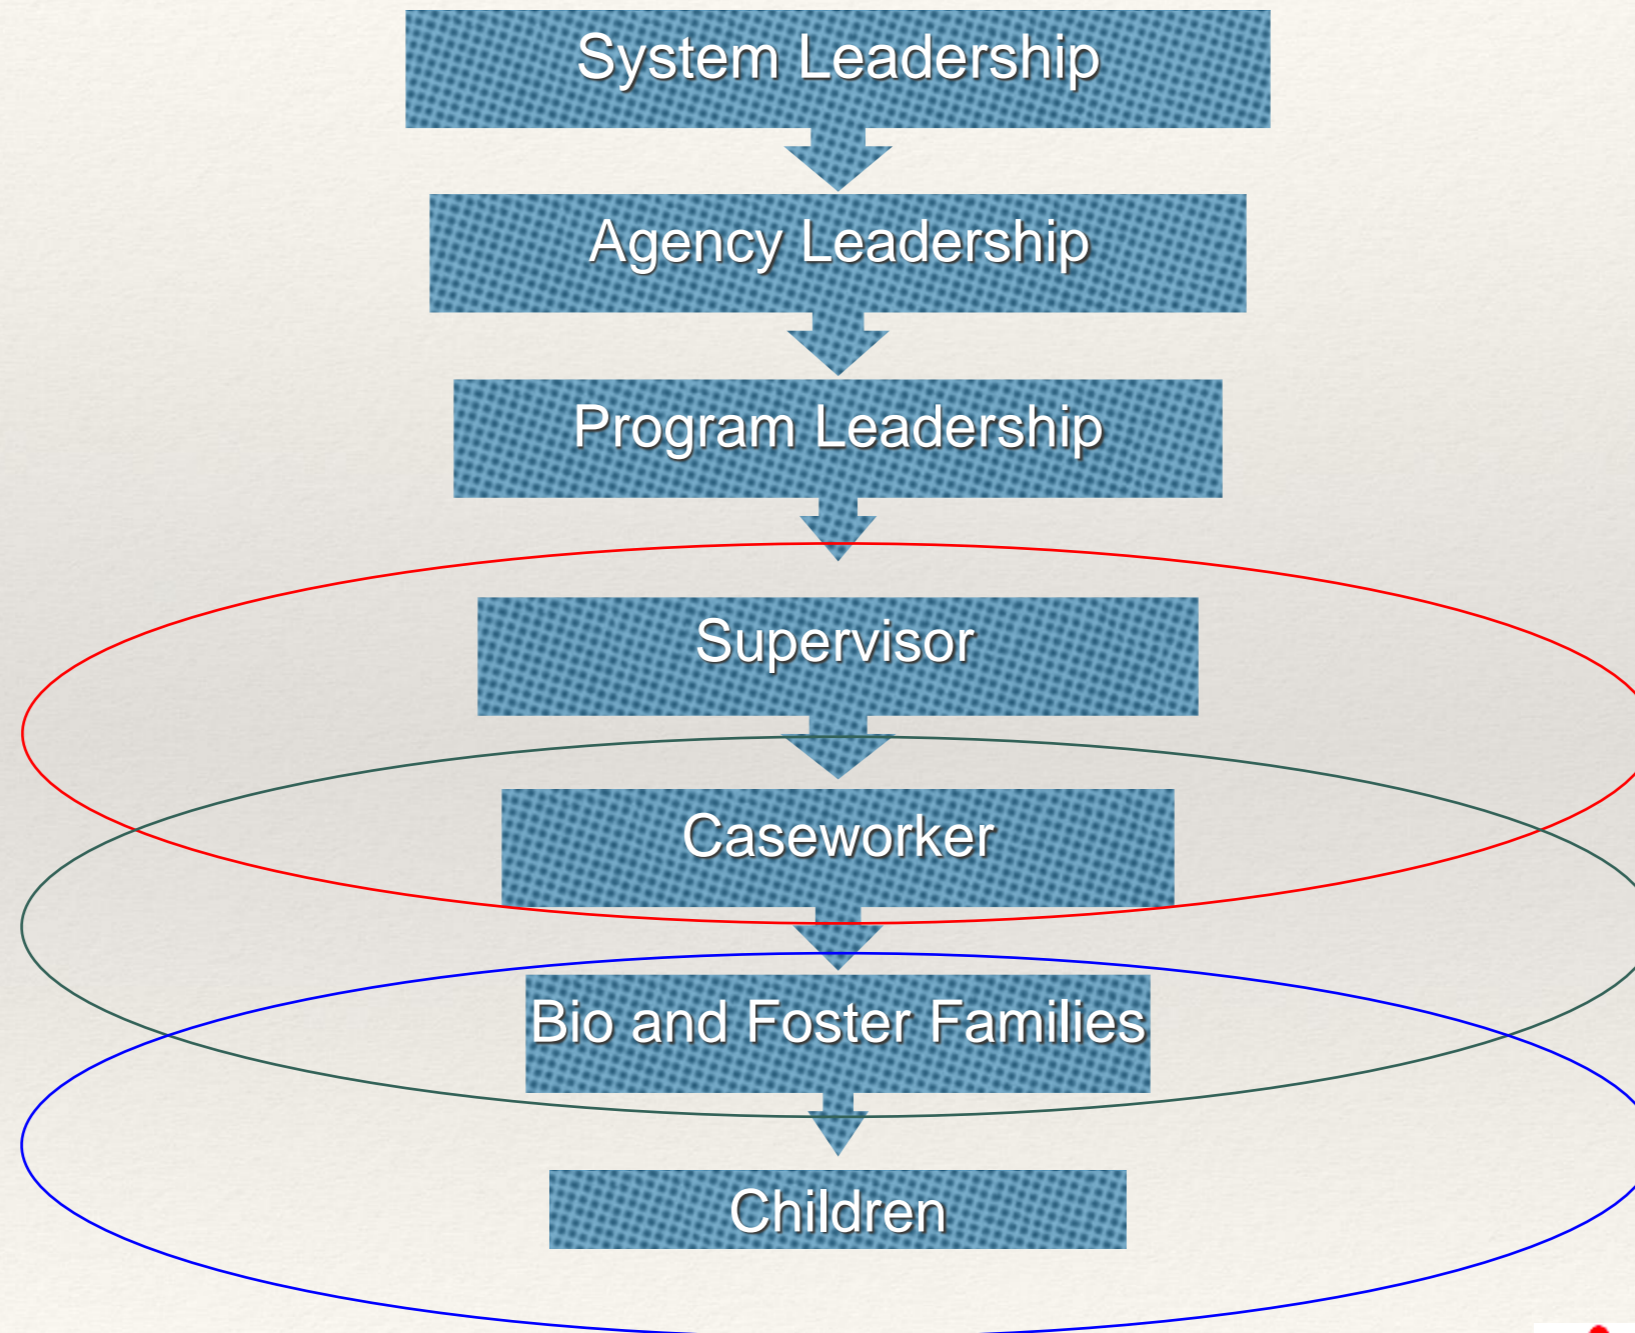 System Leadership
Agency Leadership
Program Leadership
Supervisor
Caseworker
Bio and Foster Families
Children